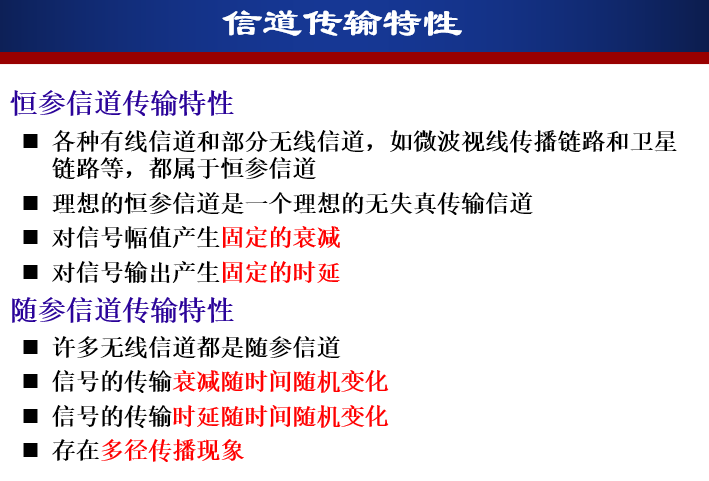 信道传输特性
恒参信道传输特性
■ 各种有线信道和部分无线信道，如微波视线传播链路和卫星
链路等，都属于恒参信道
■ 理想的恒参信道是一个理想的无失真传输信道
■ 对信号幅值产生固定的衰减
■ 对信号输出产生固定的时延
随参信道传输特性
■ 许多无线信道都是随参信道
■ 信号的传输衰减随时间随机变化
■ 信号的传输时延随时间随机变化
■ 存在多径传播现象